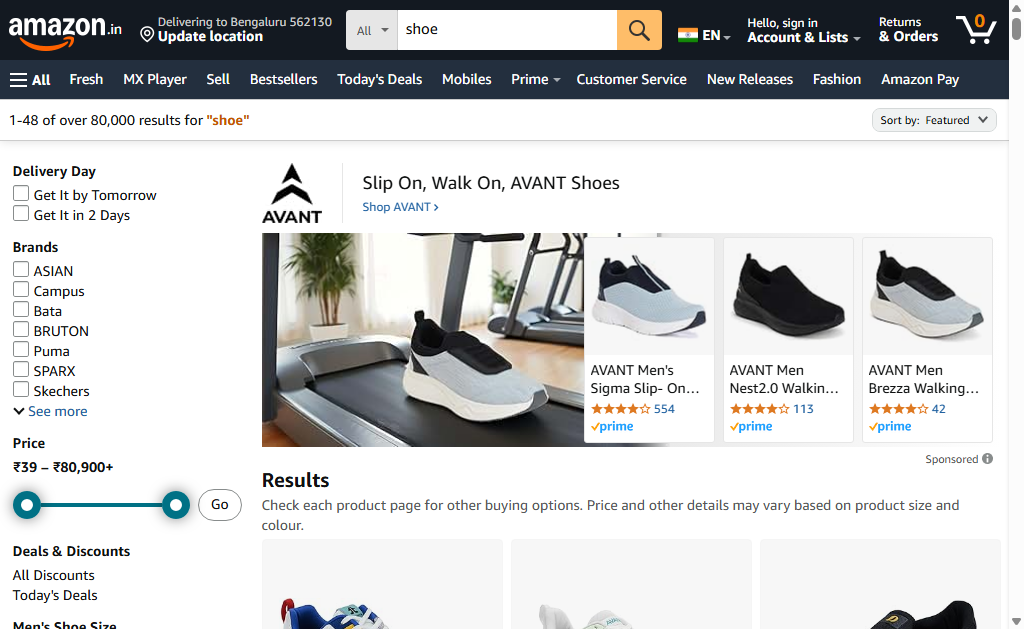 amazon.in
Delivering to Bengaluru 562130
Update location
All
shoe
EN
Hello, sign in
Account & Lists
Returns
& Orders
0
All
Fresh
MX Player
Sell
Bestsellers
Today's Deals
Mobiles
Prime
Customer Service
New Releases
Fashion
Amazon Pay
1-48 of over 80,000 results for "shoe"
Sort by: Featured
Delivery Day
Get It by Tomorrow
Get It in 2 Days
Brands
ASIAN
Campus
Bata
BRUTON
Puma
SPARX
Skechers
See more
Price
₹39 – ₹80,900+
Go
Deals & Discounts
All Discounts
Today's Deals
Men's Shoe Size
AVANT
Slip On, Walk On, AVANT Shoes
Shop AVANT ›
AVANT Men's
Sigma Slip- On...
554
prime
AVANT Men
Nest2.0 Walkin...
113
prime
AVANT Men
Brezza Walking...
42
prime
Sponsored
Results
Check each product page for other buying options. Price and other details may vary based on product size and
colour.
AVANT